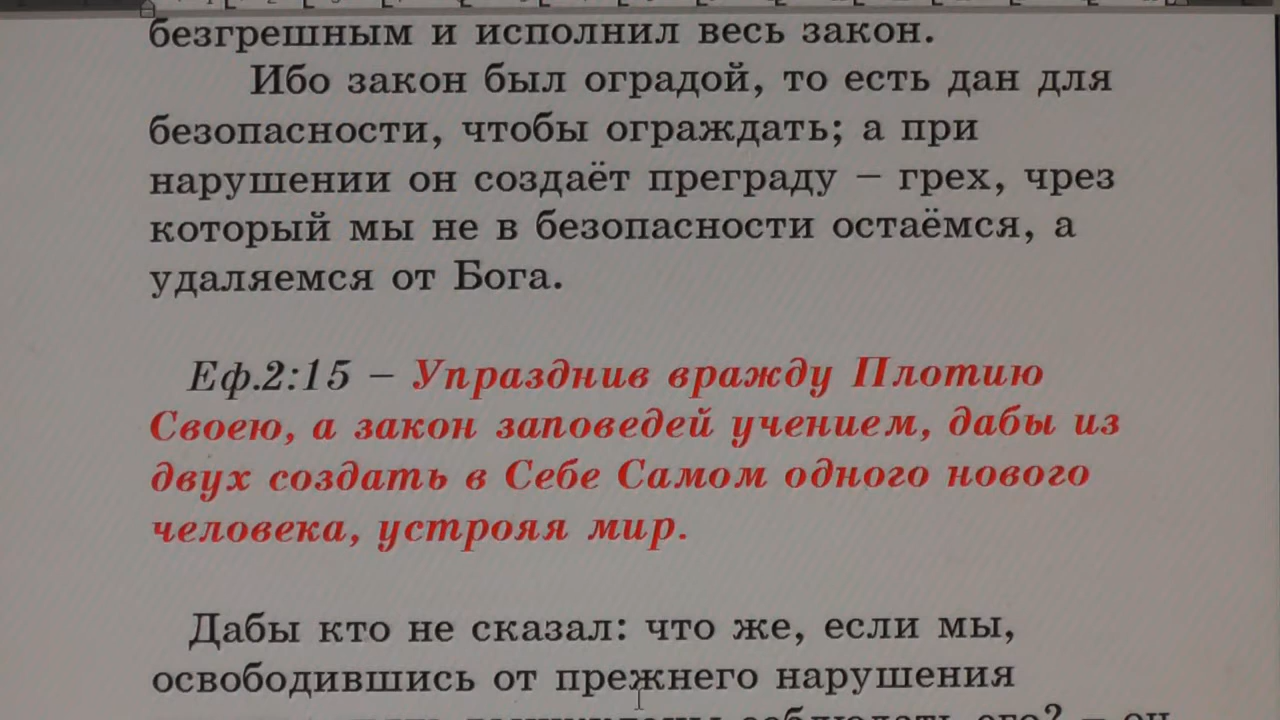 безгрешным и исполнил весь закон.
Ибо закон был оградой, то есть дан для
безопасности, чтобы ограждать; а при
нарушении он создаёт преграду – грех, чрез
который мы не в безопасности остаёмся, а
удаляемся от Бога.
Еф.2:15 – Упразднив вражду Плотию
Своею, а закон заповедей учением, дабы из
двух создать в Себе Самом одного нового
человека, устрояя мир.
Дабы кто не сказал: что же, если мы,
освободившись от прежнего нарушения
соблюдать его? – он